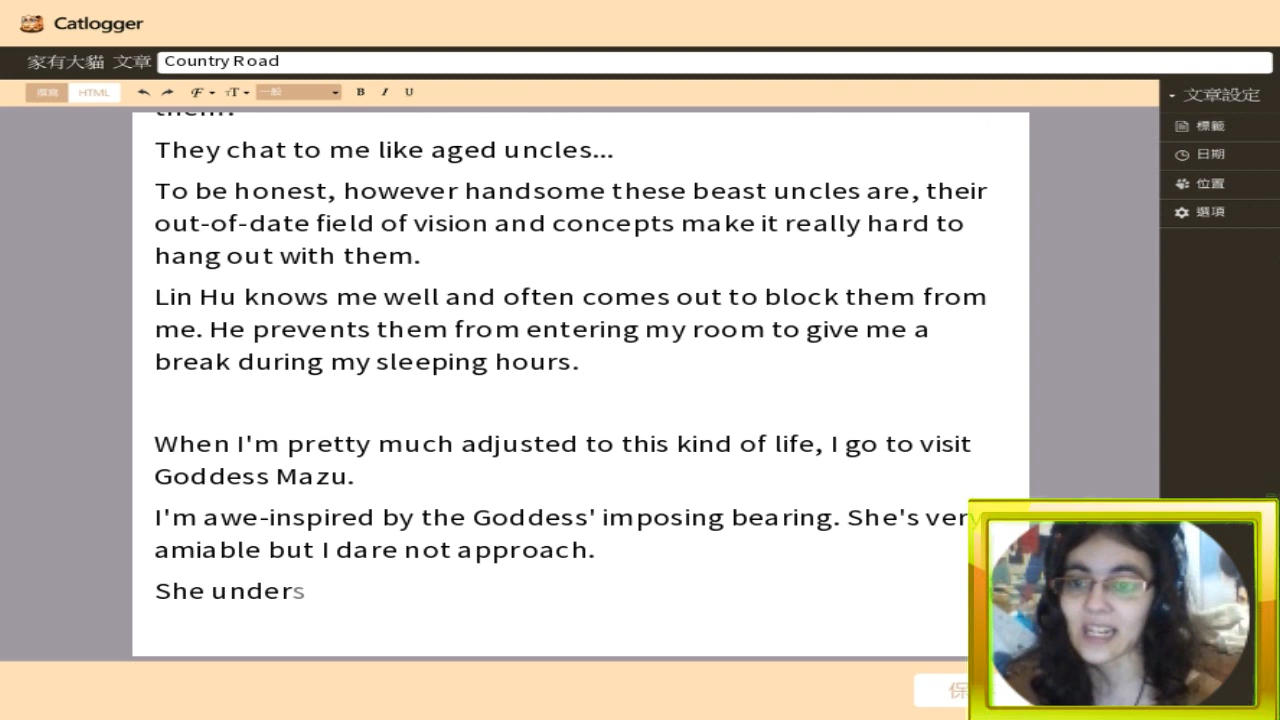 Catlogger
家有大貓 文章 Country Road
撰寫 HTML F T 一般 B I U
文章設定
標籤
日期
位置
選項
them?
They chat to me like aged uncles...
To be honest, however handsome these beast uncles are, their
out-of-date field of vision and concepts make it really hard to
hang out with them.
Lin Hu knows me well and often comes out to block them from
me. He prevents them from entering my room to give me a
break during my sleeping hours.
When I'm pretty much adjusted to this kind of life, I go to visit
Goddess Mazu.
I'm awe-inspired by the Goddess' imposing bearing. She's very
amiable but I dare not approach.
She unders
保